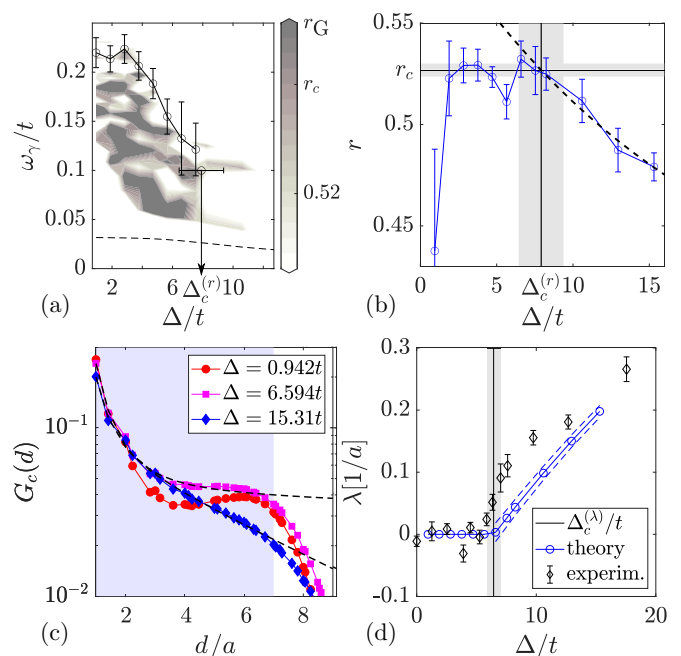 r_G
r_c
0.52
0.2
0.15
0.1
0.05
0
ω_γ/t
2
6
Δ_c^{(r)}
10
Δ/t
(a)
0.55
r_c
0.5
0.45
r
0
5
Δ_c^{(r)}
10
15
Δ/t
(b)
Δ = 0.942t
Δ = 6.594t
Δ = 15.31t
10^{-1}
10^{-2}
G_c(d)
2
4
6
8
d/a
(c)
0.3
0.2
0.1
0
-0.1
λ[1/a]
Δ_c^{(λ)}/t
theory
experim.
0
10
20
Δ/t
(d)